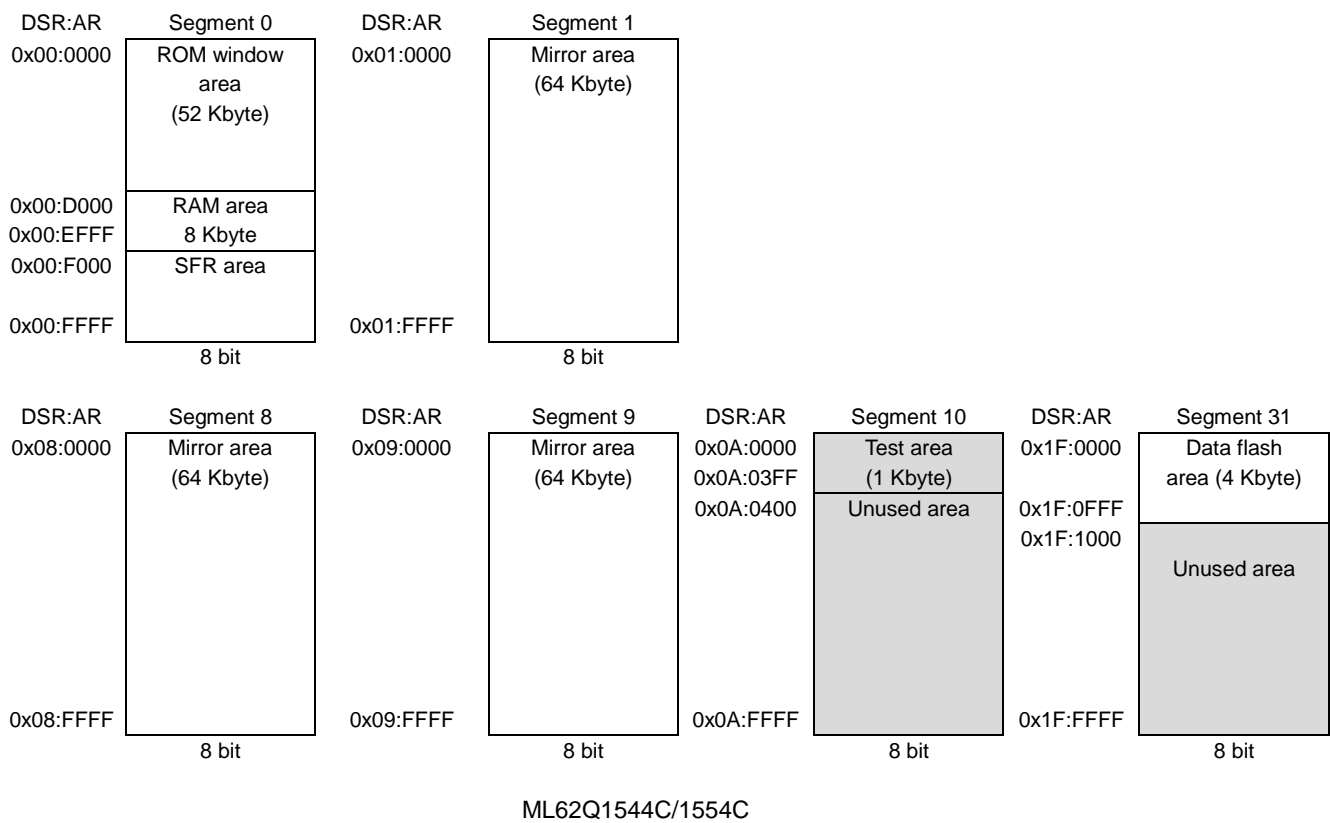 DSR:AR Segment 0 DSR:AR Segment 1
0x00:0000 ROM window 0x01:0000 Mirror area
area (64 Kbyte)
(52 Kbyte)
0x00:D000 RAM area
0x00:EFFF 8 Kbyte
0x00:F000 SFR area
0x00:FFFF 0x01:FFFF
8 bit 8 bit
DSR:AR Segment 8 DSR:AR Segment 9 DSR:AR Segment 10 DSR:AR Segment 31
0x08:0000 Mirror area 0x09:0000 Mirror area 0x0A:0000 Test area 0x1F:0000 Data flash
(64 Kbyte) (64 Kbyte) 0x0A:03FF (1 Kbyte) area (4 Kbyte)
0x0A:0400 Unused area 0x1F:0FFF
0x1F:1000
Unused area
0x08:FFFF 0x09:FFFF 0x0A:FFFF 0x1F:FFFF
8 bit 8 bit 8 bit 8 bit
ML62Q1544C/1554C